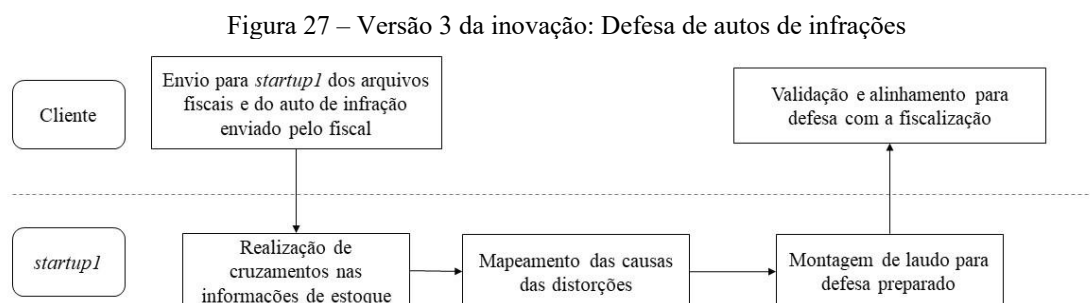 Figura 27 – Versão 3 da inovação: Defesa de autos de infrações
Cliente
Envio para startup1 dos arquivos
fiscais e do auto de infração
enviado pelo fiscal
Validação e alinhamento para
defesa com a fiscalização
startup1
Realização de
cruzamentos nas
informações de estoque
Mapeamento das causas
das distorções
Montagem de laudo para
defesa preparado